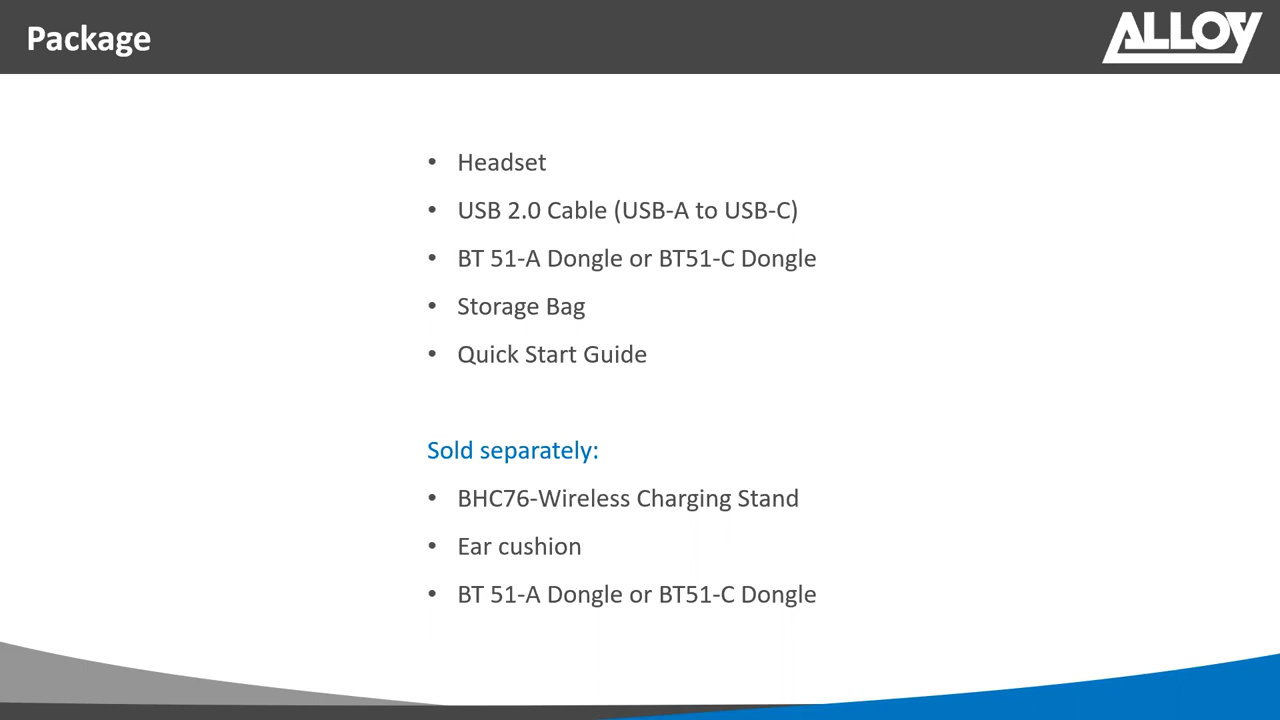 Package
ALLOY
• Headset
• USB 2.0 Cable (USB-A to USB-C)
• BT 51-A Dongle or BT51-C Dongle
• Storage Bag
• Quick Start Guide
Sold separately:
• BHC76-Wireless Charging Stand
• Ear cushion
• BT 51-A Dongle or BT51-C Dongle